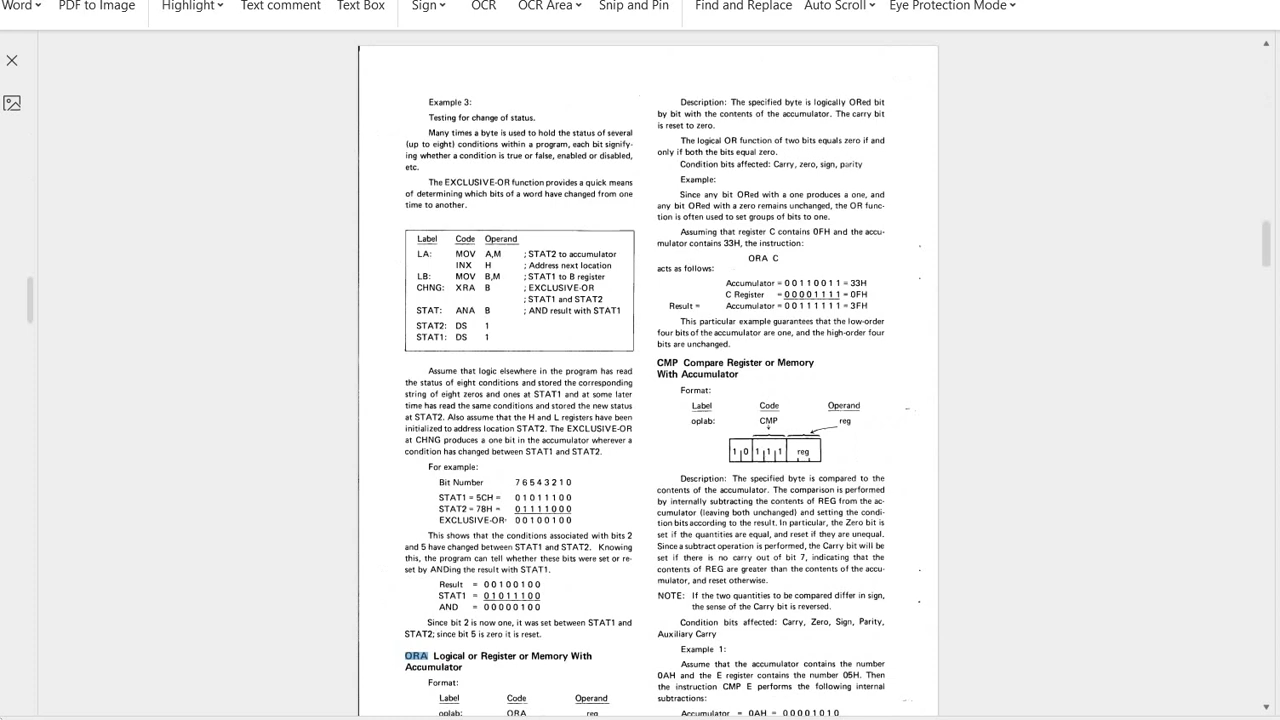 Word PDF to Image Highlight Text comment Text Box Sign OCR OCR Area Snip and Pin Find and Replace Auto Scroll Eye Protection Mode
Example 3:
Testing for change of status.
Many times a byte is used to hold the status of several
(up to eight) conditions within a program, each bit signify-
ing whether a condition is true or false, enabled or disabled,
etc.
The EXCLUSIVE-OR function provides a quick means
of determining which bits of a word have changed from one
time to another.
Label Code Operand
LA: MOV A,M ; STAT2 to accumulator
INX H ; Address next location
LB: MOV B,M ; STAT1 to B register
CHNG: XRA B ; EXCLUSIVE-OR
; STAT1 and STAT2
STAT: ANA B ; AND result with STAT1
STAT2: DS 1
STAT1: DS 1
Assume that logic elsewhere in the program has read
the status of eight conditions and stored the corresponding
string of eight zeros and ones at STAT1 and at some later
time has read the same conditions and stored the new status
at STAT2. Also assume that the H and L registers have been
initialized to address location STAT2. The EXCLUSIVE-OR
at CHNG produces a one bit in the accumulator wherever a
condition has changed between STAT1 and STAT2.
For example:
Bit Number 7 6 5 4 3 2 1 0
STAT1 = 5CH = 0 1 0 1 1 1 0 0
STAT2 = 78H = 0 1 1 1 1 0 0 0
EXCLUSIVE-OR· 0 0 1 0 0 1 0 0
This shows that the conditions associated with bits 2
and 5 have changed between STAT1 and STAT2. Knowing
this, the program can tell whether these bits were set or re-
set by ANDing the result with STAT1.
Result = 0 0 1 0 0 1 0 0
STAT1 = 0 1 0 1 1 1 0 0
AND = 0 0 0 0 0 1 0 0
Since bit 2 is now one, it was set between STAT1 and
STAT2; since bit 5 is zero it is reset.
ORA Logical or Register or Memory With
Accumulator
Format:
Label Code Operand
oplab: ORA reg
Description: The specified byte is logically ORed bit
by bit with the contents of the accumulator. The carry bit
is reset to zero.
The logical OR function of two bits equals zero if and
only if both the bits equal zero.
Condition bits affected: Carry, zero, sign, parity
Example:
Since any bit ORed with a one produces a one, and
any bit ORed with a zero remains unchanged, the OR func-
tion is often used to set groups of bits to one.
Assuming that register C contains 0FH and the accu-
mulator contains 33H, the instruction:
ORA C
acts as follows:
Accumulator = 0 0 1 1 0 0 1 1 = 33H
C Register = 0 0 0 0 1 1 1 1 = 0FH
Result = Accumulator = 0 0 1 1 1 1 1 1 = 3FH
This particular example guarantees that the low-order
four bits of the accumulator are one, and the high-order four
bits are unchanged.
CMP Compare Register or Memory
With Accumulator
Format:
Label Code Operand
oplab: CMP reg
1 0 1 1 1 reg
Description: The specified byte is compared to the
contents of the accumulator. The comparison is performed
by internally subtracting the contents of REG from the ac-
cumulator (leaving both unchanged) and setting the condi-
tion bits according to the result. In particular, the Zero bit is
set if the quantities are equal, and reset if they are unequal.
Since a subtract operation is performed, the Carry bit will be
set if there is no carry out of bit 7, indicating that the
contents of REG are greater than the contents of the accu-
mulator, and reset otherwise.
NOTE: If the two quantities to be compared differ in sign,
the sense of the Carry bit is reversed.
Condition bits affected: Carry, Zero, Sign, Parity,
Auxiliary Carry
Example 1:
Assume that the accumulator contains the number
0AH and the E register contains the number 05H. Then
the instruction CMP E performs the following internal
subtractions:
Accumulator = 0AH = 0 0 0 0 1 0 1 0